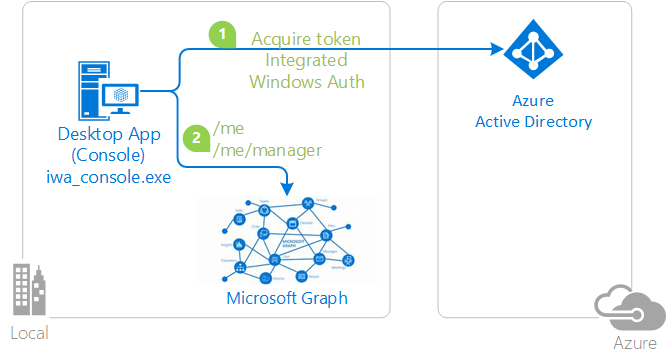 1
Acquire token
Integrated
Windows Auth
Azure
Active Directory
Desktop App
(Console)
iwa_console.exe
2
/me
/me/manager
MICROSOFT
GRAPH
Microsoft Graph
Local
Azure